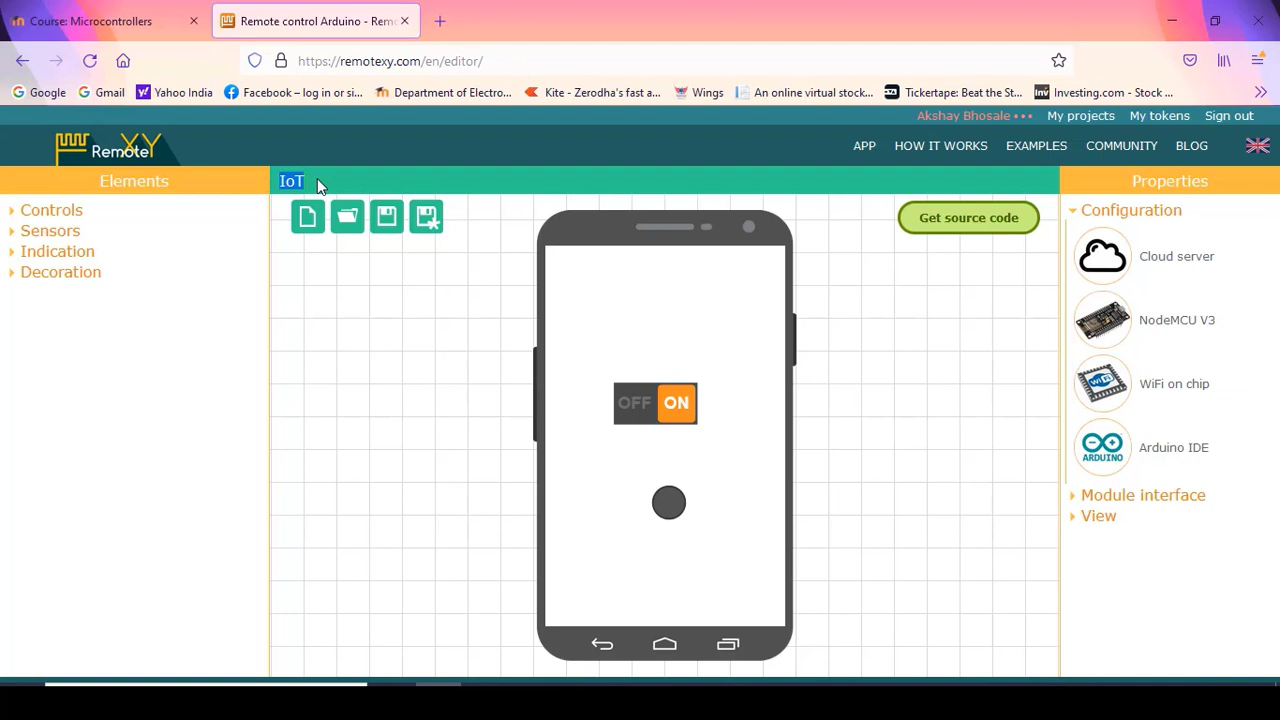 Course: Microcontrollers
Remote control Arduino - Remo
https://remotexy.com/en/editor/
Google
Gmail
Yahoo India
Facebook – log in or si...
Department of Electro...
Kite - Zerodha's fast a...
Wings
An online virtual stock...
Tickertape: Beat the St...
Investing.com - Stock ...
Akshay Bhosale
My projects
My tokens
Sign out
RemoteXY
APP
HOW IT WORKS
EXAMPLES
COMMUNITY
BLOG
Elements
IoT
Properties
Controls
Sensors
Indication
Decoration
Get source code
Configuration
Cloud server
NodeMCU V3
WiFi
WiFi on chip
ARDUINO
Arduino IDE
Module interface
View
OFF
ON